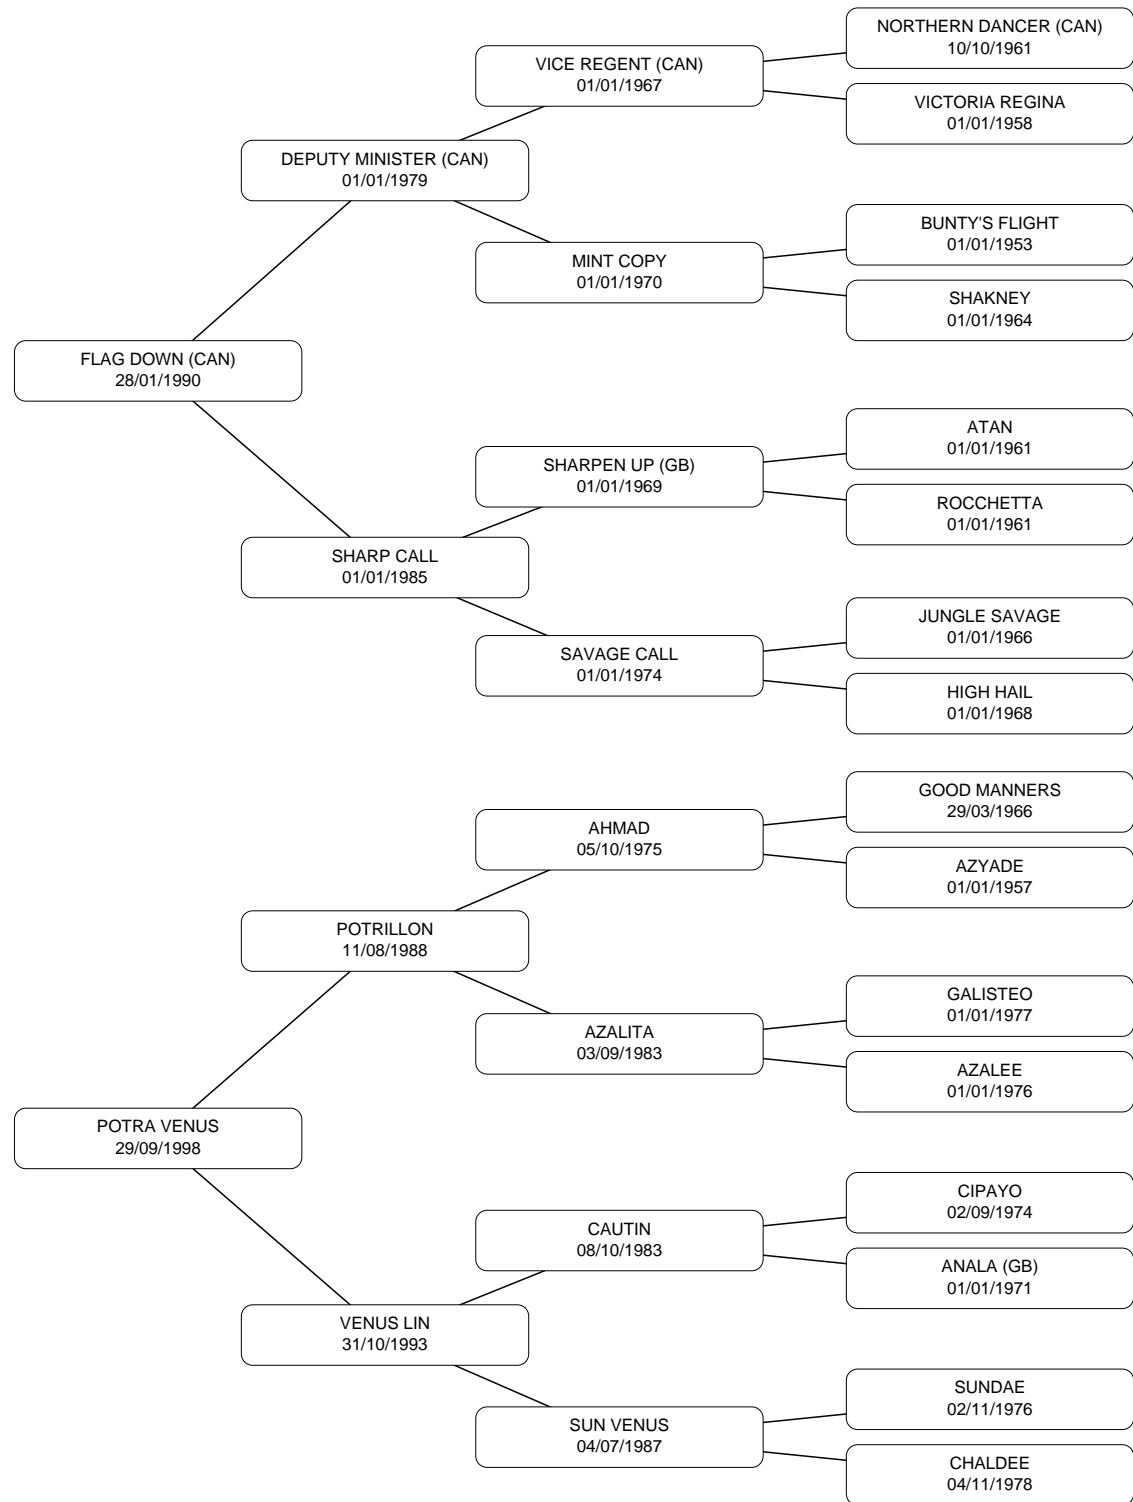 NORTHERN DANCER (CAN)
10/10/1961
VICE REGENT (CAN)
01/01/1967
VICTORIA REGINA
01/01/1958
DEPUTY MINISTER (CAN)
01/01/1979
BUNTY'S FLIGHT
01/01/1953
MINT COPY
01/01/1970
SHAKNEY
01/01/1964
FLAG DOWN (CAN)
28/01/1990
ATAN
01/01/1961
SHARPEN UP (GB)
01/01/1969
ROCCHETTA
01/01/1961
SHARP CALL
01/01/1985
JUNGLE SAVAGE
01/01/1966
SAVAGE CALL
01/01/1974
HIGH HAIL
01/01/1968
GOOD MANNERS
29/03/1966
AHMAD
05/10/1975
AZYADE
01/01/1957
POTRILLON
11/08/1988
GALISTEO
01/01/1977
AZALITA
03/09/1983
AZALEE
01/01/1976
POTRA VENUS
29/09/1998
CIPAYO
02/09/1974
CAUTIN
08/10/1983
ANALA (GB)
01/01/1971
VENUS LIN
31/10/1993
SUNDAE
02/11/1976
SUN VENUS
04/07/1987
CHALDEE
04/11/1978